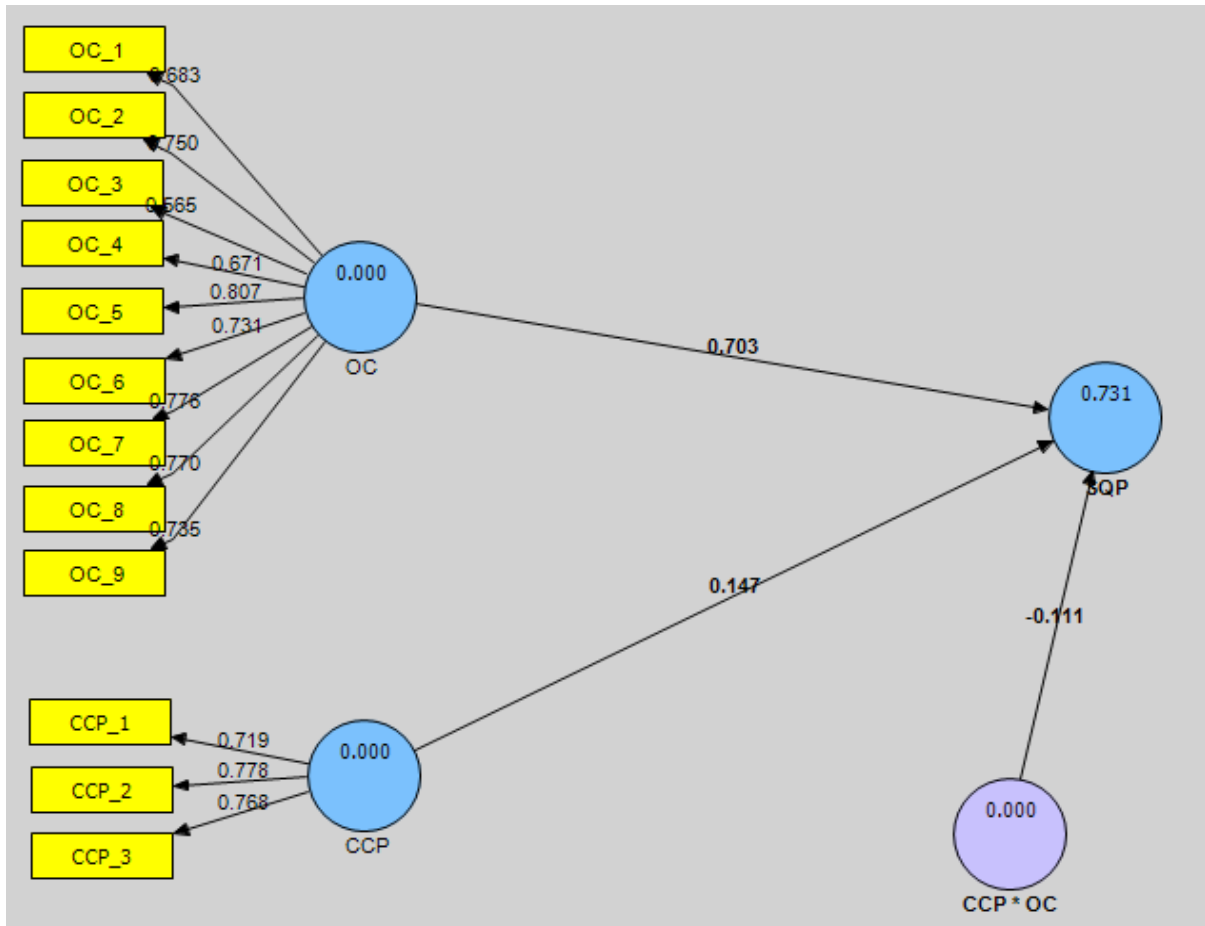 OC_1
0.683
OC_2
0.750
OC_3
0.565
OC_4
0.671
0.807
OC_5
0.731
OC_6
0.776
OC_7
0.770
OC_8
0.735
OC_9
0.000
OC
0.703
0.731
SQP
0.147
-0.111
CCP_1
0.719
CCP_2
0.778
0.768
CCP_3
0.000
CCP
0.000
CCP * OC